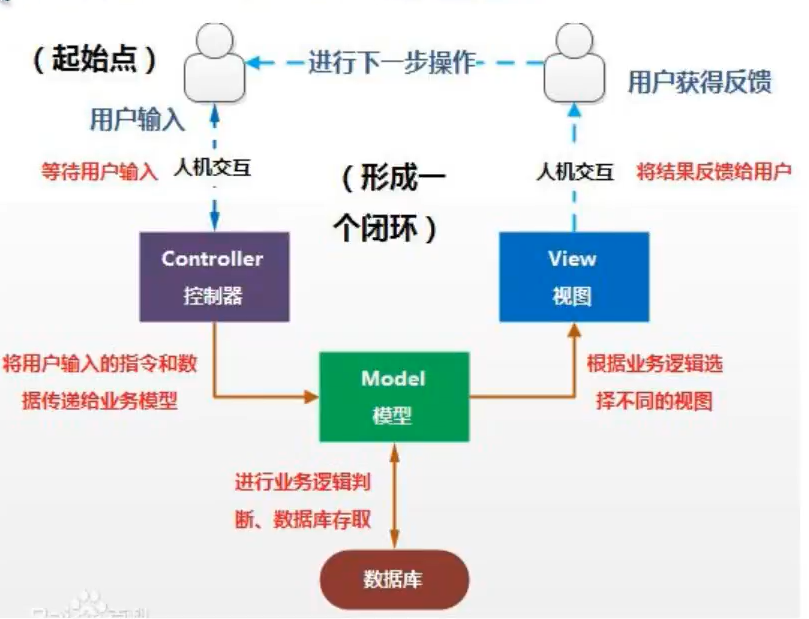 （起始点）
进行下一步操作
用户获得反馈
用户输入
等待用户输入
人机交互
（形成一
个闭环）
人机交互
将结果反馈给用户
Controller
控制器
View
视图
将用户输入的指令和数
据传递给业务模型
Model
模型
根据业务逻辑选
择不同的视图
进行业务逻辑判
断、数据库存取
数据库